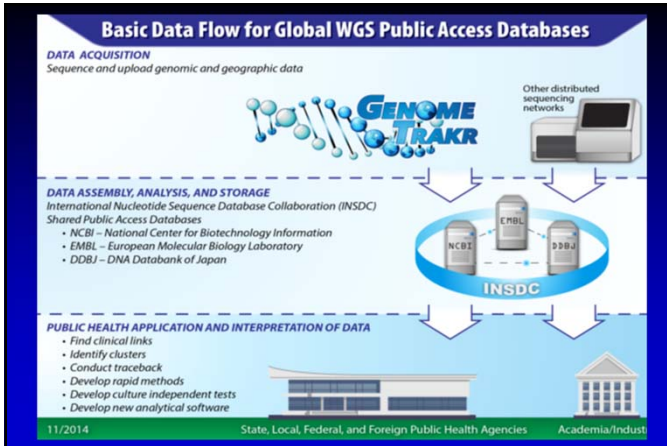 Basic Data Flow for Global WGS Public Access Databases
DATA ACQUISITION
Sequence and upload genomic and geographic data
GENOME
TRAKR
Other distributed
sequencing
networks
DATA ASSEMBLY, ANALYSIS, AND STORAGE
International Nucleotide Sequence Database Collaboration (INSDC)
Shared Public Access Databases
• NCBI – National Center for Biotechnology Information
• EMBL – European Molecular Biology Laboratory
• DDBJ – DNA Databank of Japan
EMBL
NCBI
DDBJ
INSDC
PUBLIC HEALTH APPLICATION AND INTERPRETATION OF DATA
• Find clinical links
• Identify clusters
• Conduct traceback
• Develop rapid methods
• Develop culture independent tests
• Develop new analytical software
11/2014
State, Local, Federal, and Foreign Public Health Agencies
Academia/Indust